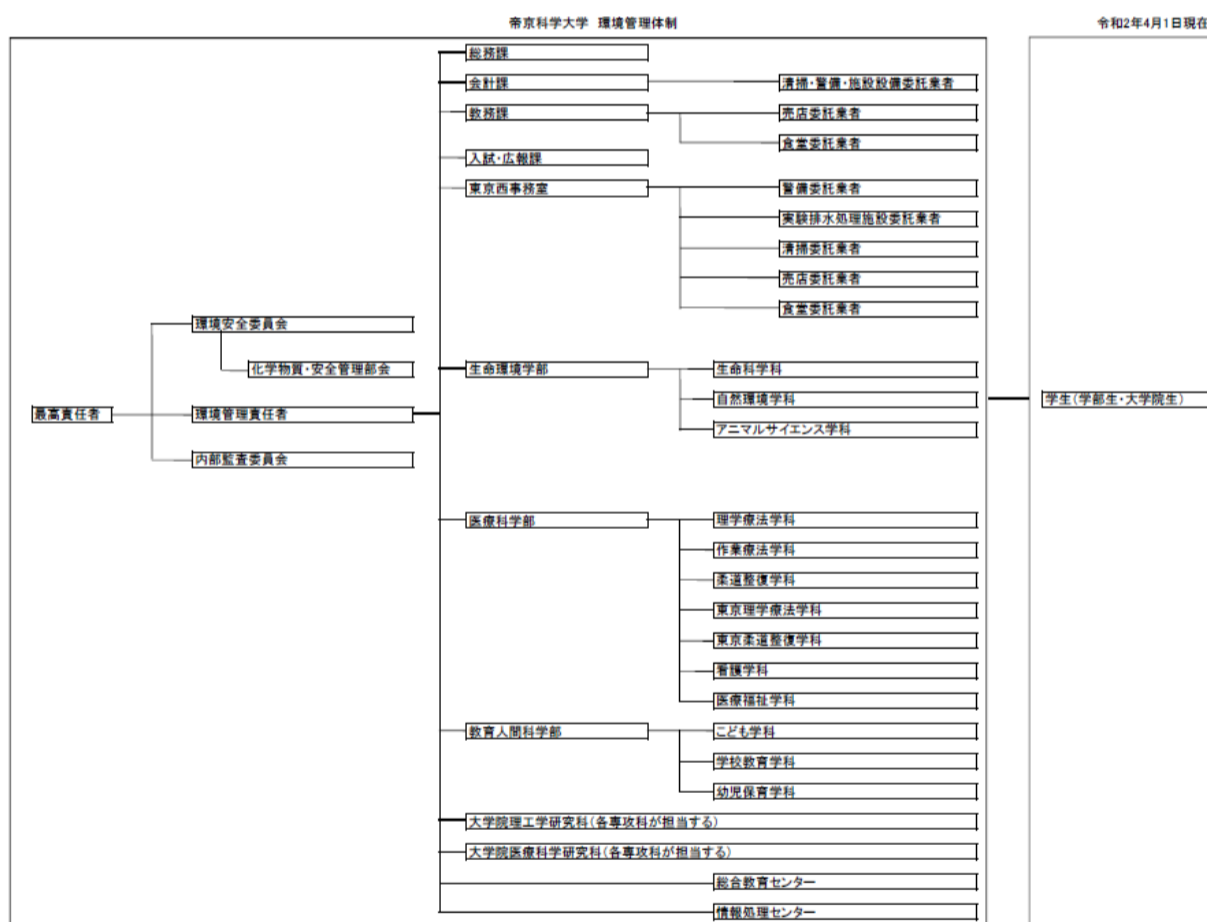 帝京科学大学 環境管理体制
令和2年4月1日現在
総務課
会計課
清掃・警備・施設設備委託業者
教務課
売店委託業者
食堂委託業者
入試・広報課
東京西事務室
警備委託業者
実験排水処理施設委託業者
清掃委託業者
売店委託業者
食堂委託業者
環境安全委員会
化学物質・安全管理部会
生命環境学部
生命科学科
自然環境学科
学生(学部生・大学院生)
最高責任者
環境管理責任者
アニマルサイエンス学科
内部監査委員会
医療科学部
理学療法学科
作業療法学科
柔道整復学科
東京理学療法学科
東京柔道整復学科
看護学科
医療福祉学科
教育人間科学部
こども学科
学校教育学科
幼児保育学科
大学院理工学研究科(各専攻科が担当する)
大学院医療科学研究科(各専攻科が担当する)
総合教育センター
情報処理センター